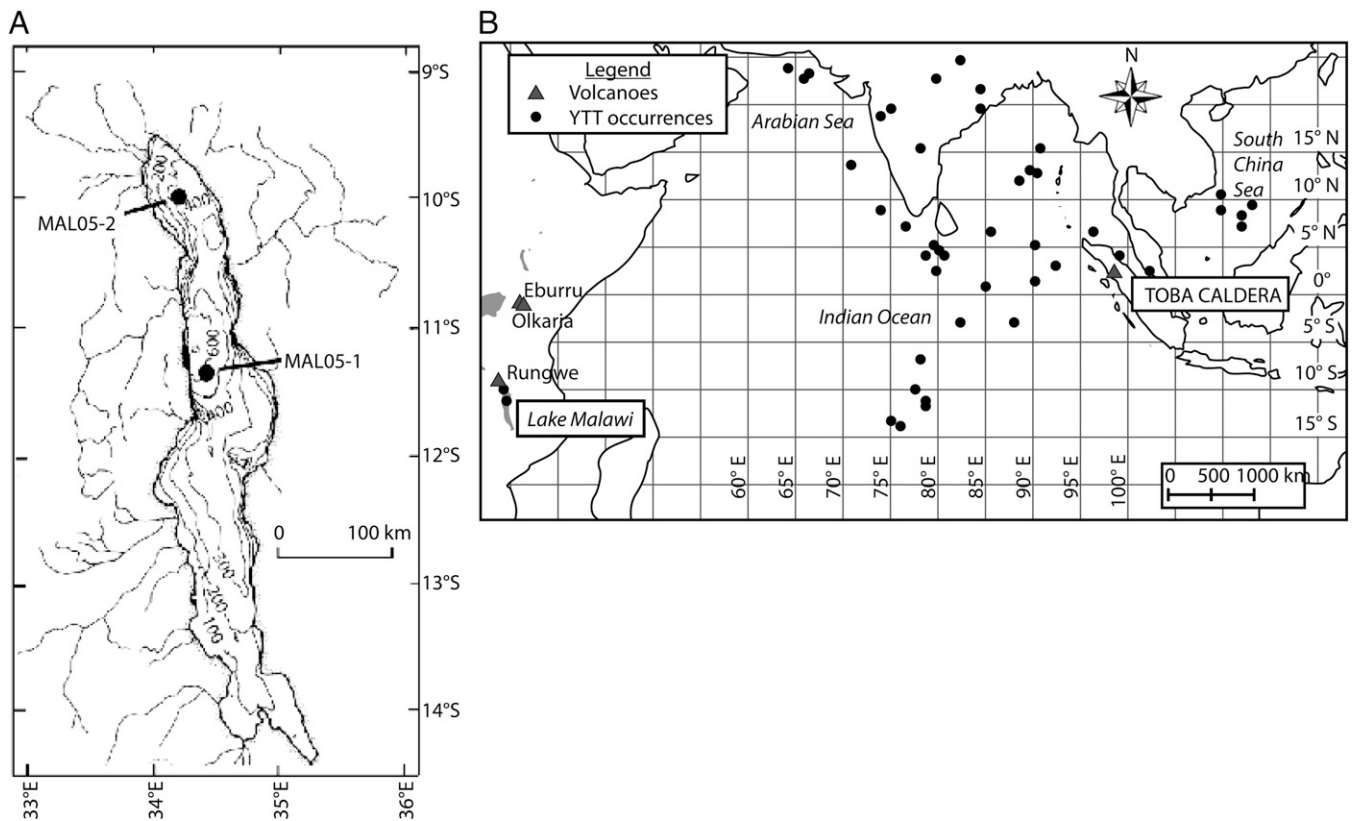 A
9°S
10°S
MAL05-2
11°S
600
MAL05-1
400
12°S
0 100 km
200
13°S
100
14°S
33°E
34°E
35°E
36°E
B
Legend
Volcanoes
YTT occurrences
N
Arabian Sea
South
China
Sea
15° N
10° N
5° N
0°
5° S
10° S
15° S
Eburru
Olkaria
Rungwe
Lake Malawi
Indian Ocean
TOBA CALDERA
60° E
65° E
70° E
75° E
80° E
85° E
90° E
95° E
100° E
0 500 1000 km